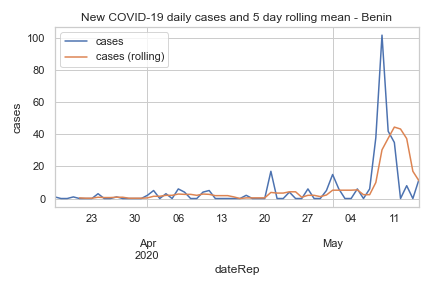 New COVID-19 daily cases and 5 day rolling mean - Benin
cases
cases (rolling)
100
80
60
40
20
0
cases
23
30
06
13
20
27
04
11
Apr
2020
May
dateRep